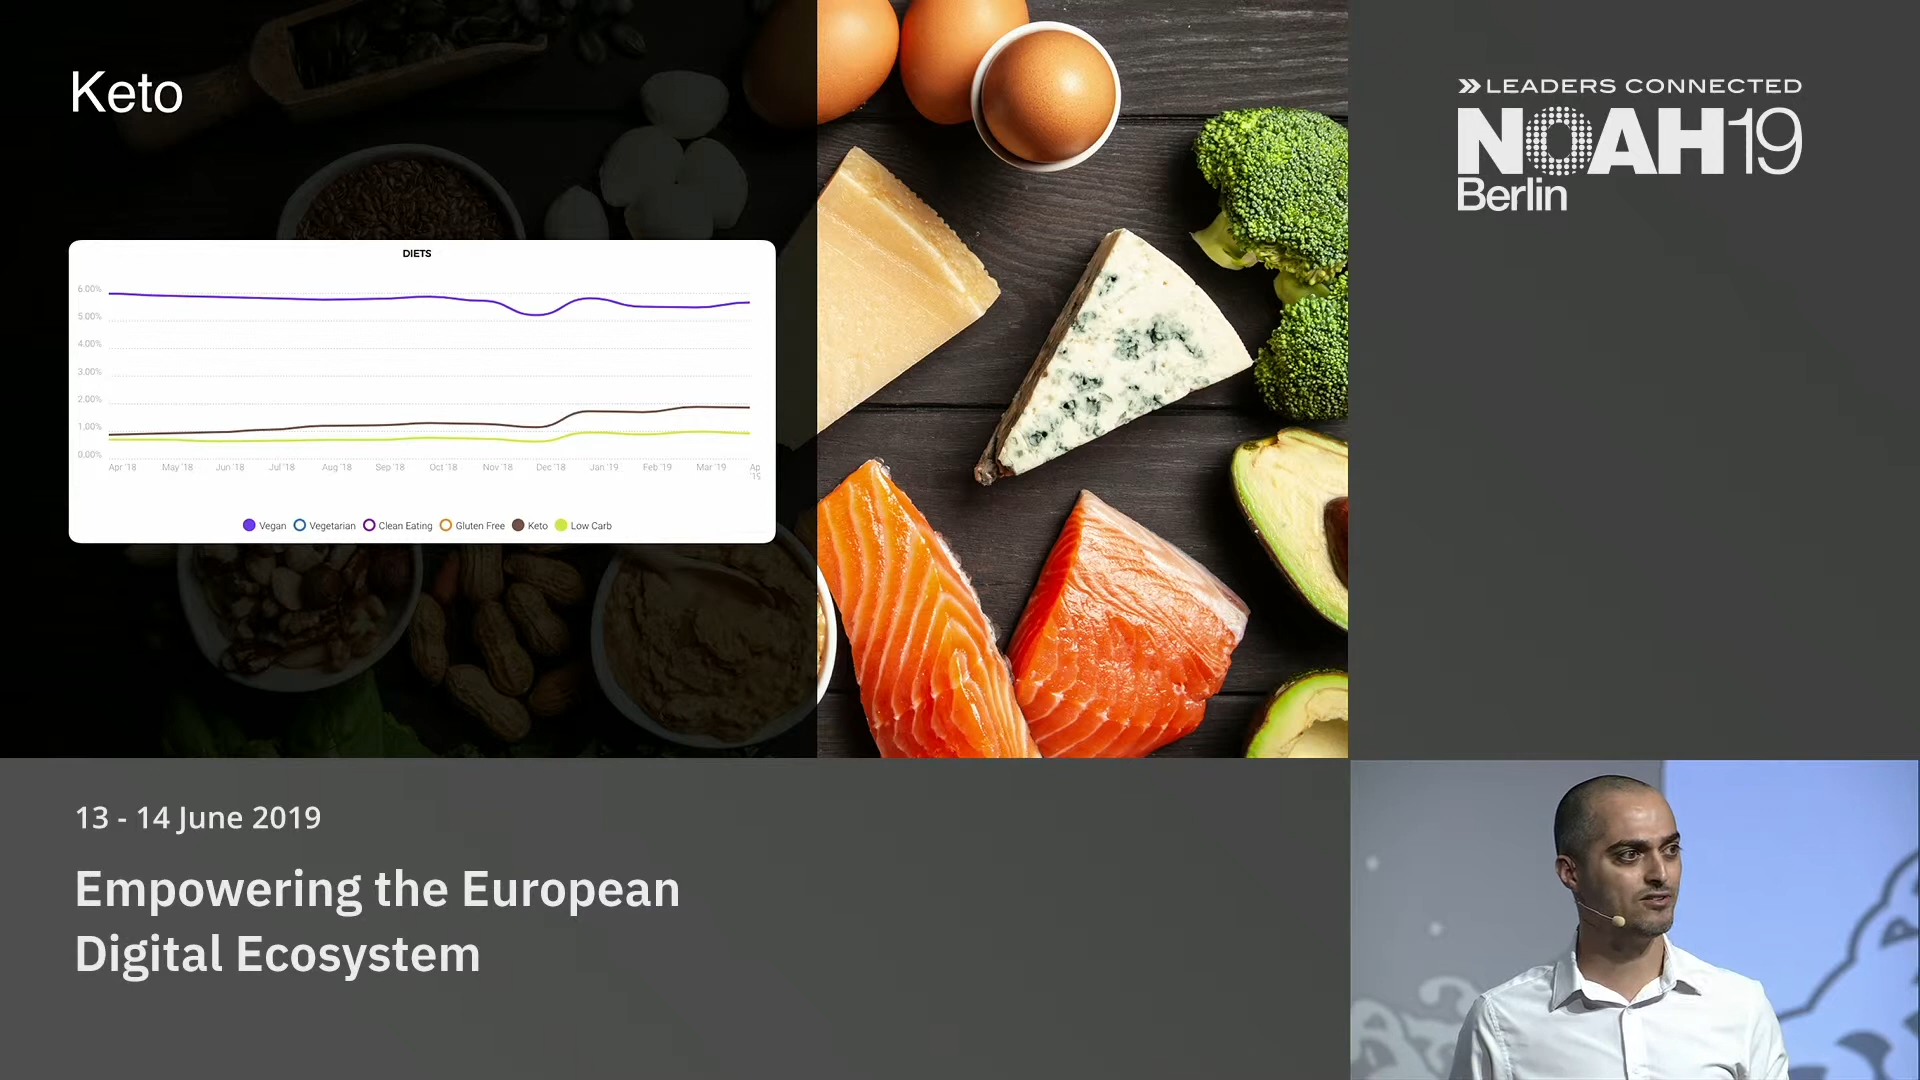 Keto
DIETS
6.00%
5.00%
4.00%
3.00%
2.00%
1.00%
0.00%
Apr '18 May '18 Jun '18 Jul '18 Aug '18 Sep '18 Oct '18 Nov '18 Dec '18 Jan '19 Feb '19 Mar '19 Ap
'19
Vegan Vegetarian Clean Eating Gluten Free Keto Low Carb
LEADERS CONNECTED
NOAH19
Berlin
13 - 14 June 2019
Empowering the European
Digital Ecosystem